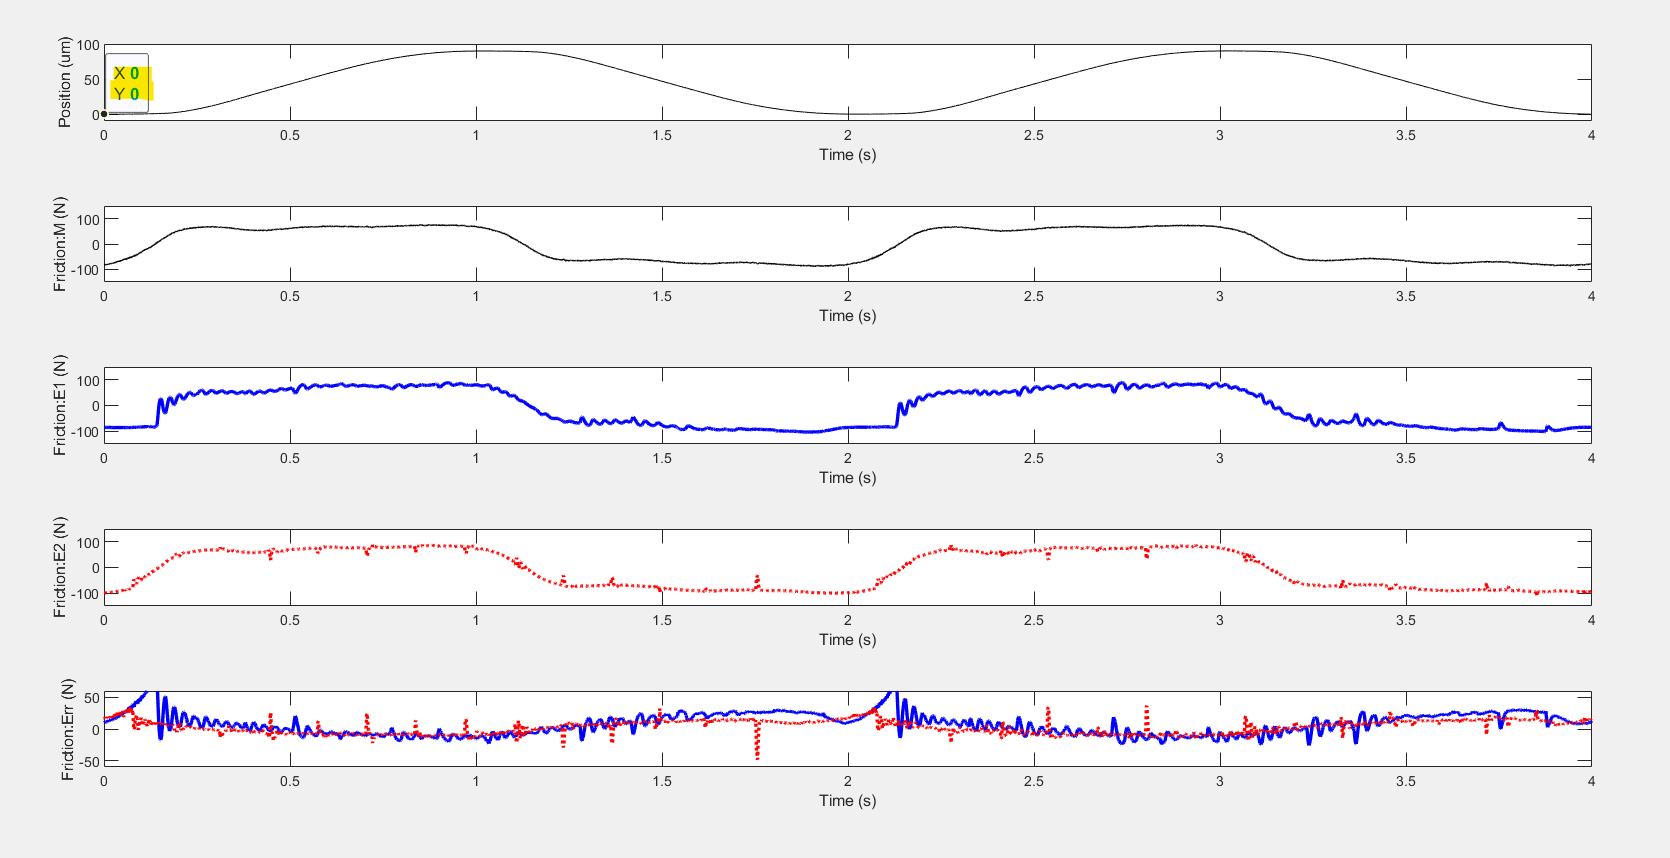 Position (um)
100
50
0
X 0
Y 0
0 0.5 1 1.5 2 2.5 3 3.5 4
Time (s)
Friction:M (N)
100
0
-100
0 0.5 1 1.5 2 2.5 3 3.5 4
Time (s)
Friction:E1 (N)
100
0
-100
0 0.5 1 1.5 2 2.5 3 3.5 4
Time (s)
Friction:E2 (N)
100
0
-100
0 0.5 1 1.5 2 2.5 3 3.5 4
Time (s)
Friction:Err (N)
50
0
-50
0 0.5 1 1.5 2 2.5 3 3.5 4
Time (s)